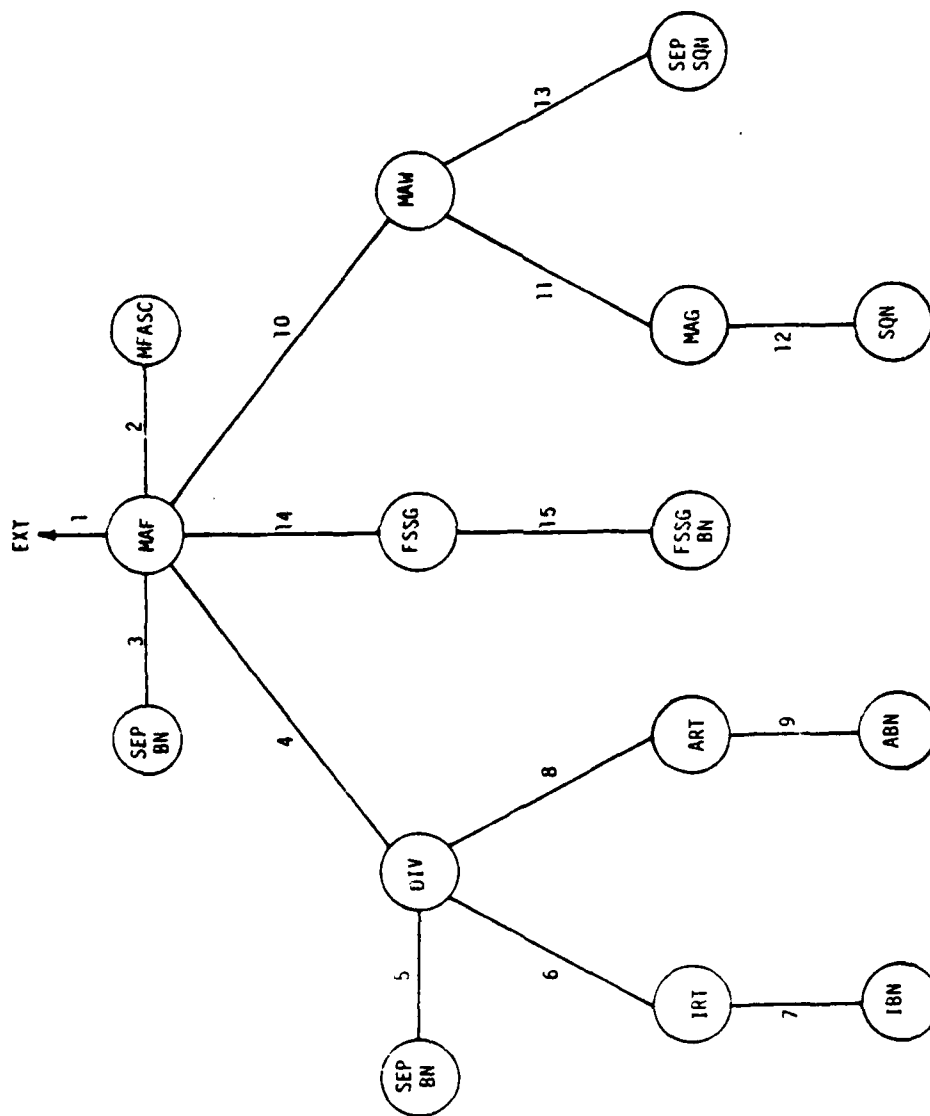 EXT
1
SEP
BN
3
MAF
2
MFASC
4
14
10
SEP
BN
5
DIV
FSSG
MAW
6
8
15
11
13
IRT
ART
FSSG
BN
MAG
SEP
SQN
7
9
12
IBN
ABN
SQN